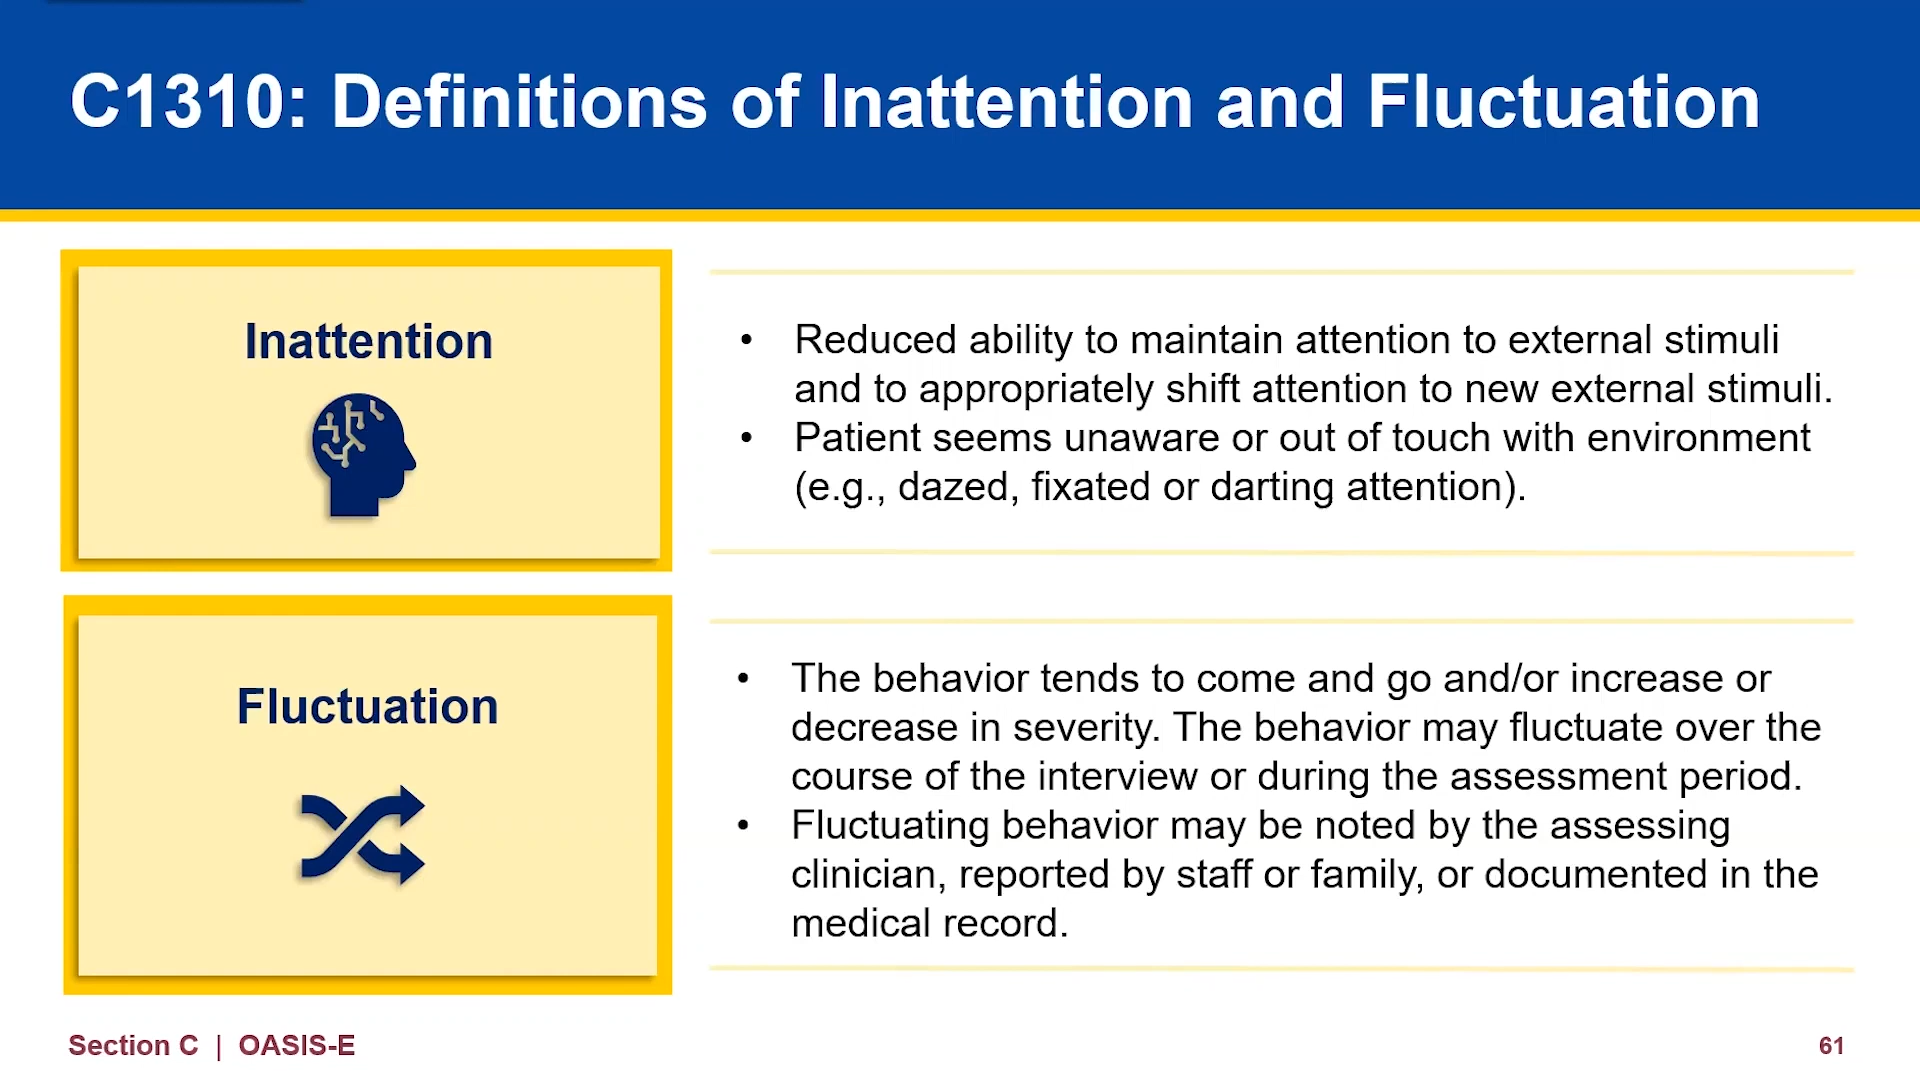 C1310: Definitions of Inattention and Fluctuation
Inattention
• Reduced ability to maintain attention to external stimuli
and to appropriately shift attention to new external stimuli.
• Patient seems unaware or out of touch with environment
(e.g., dazed, fixated or darting attention).
Fluctuation
• The behavior tends to come and go and/or increase or
decrease in severity. The behavior may fluctuate over the
course of the interview or during the assessment period.
• Fluctuating behavior may be noted by the assessing
clinician, reported by staff or family, or documented in the
medical record.
Section C | OASIS-E
61